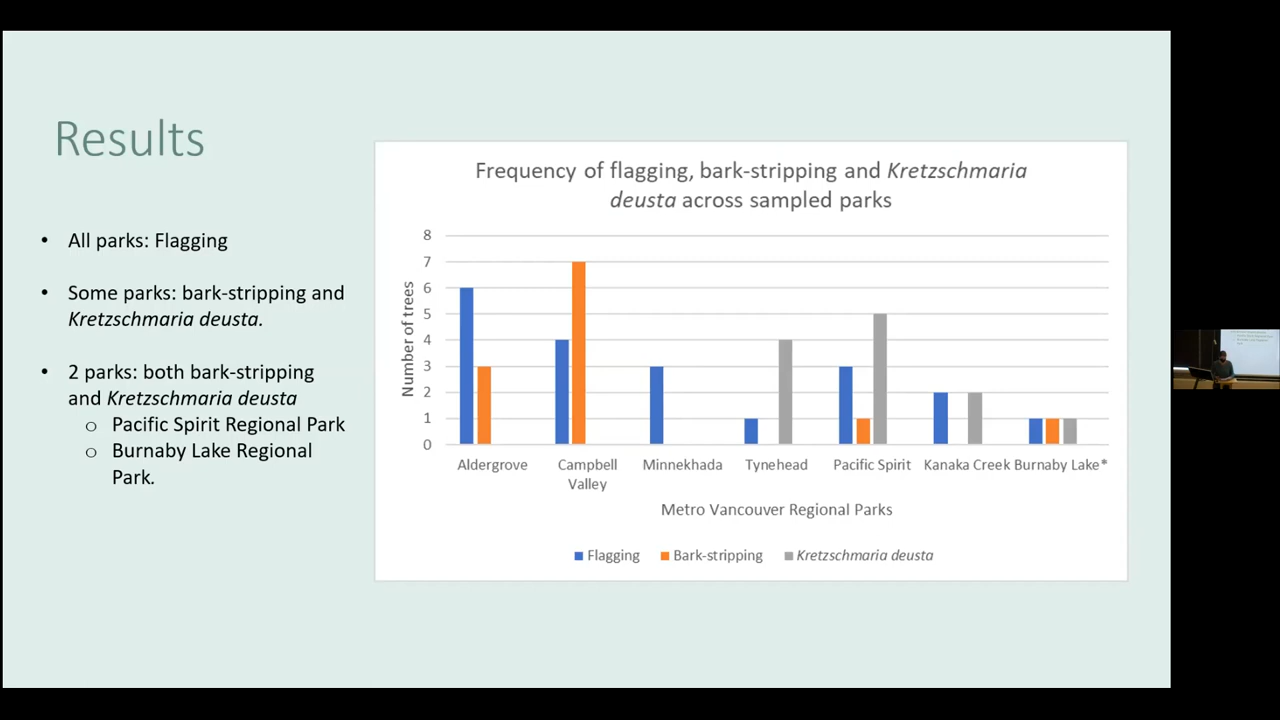 Results
• All parks: Flagging
• Some parks: bark-stripping and
Kretzschmaria deusta.
• 2 parks: both bark-stripping
and Kretzschmaria deusta
o Pacific Spirit Regional Park
o Burnaby Lake Regional
Park.
Frequency of flagging, bark-stripping and Kretzschmaria
deusta across sampled parks
Number of trees
8
7
6
5
4
3
2
1
0
Aldergrove Campbell Minnekhada Tynehead Pacific Spirit Kanaka Creek Burnaby Lake*
Valley
Metro Vancouver Regional Parks
Flagging Bark-stripping Kretzschmaria deusta